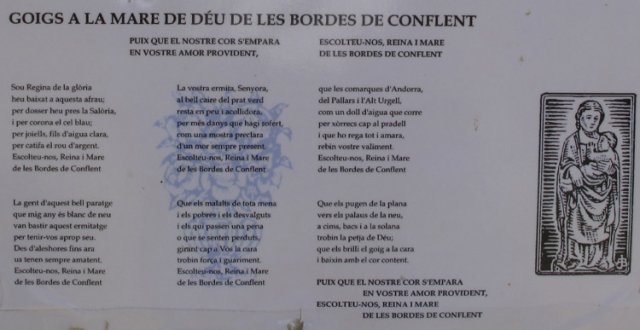 GOIGS A LA MARE DE DÉU DE LES BORDES DE CONFLENT
PUIX QUE EL NOSTRE COR S'EMPARA
EN VOSTRE AMOR PROVIDENT,
ESCOLTEU-NOS, REINA I MARE
DE LES BORDES DE CONFLENT
Sou Regina de la glòria
heu baixat a aquesta afrau;
per dosser heu pres la Salòria,
i per corona el cel blau;
per joiells, fils d'aigua clara,
per catifa el rou d'argent.
Escolteu-nos, Reina i Mare
de les Bordes de Conflent
La gent d'aquest bell paratge
que mig any és blanc de neu
van bastir aquest ermitatge
per tenir-vos aprop seu.
Des d'aleshores fins ara
us tenen sempre amatent.
Escolteu-nos, Reina i Mare
de les Bordes de Conflent
La vostra ermita, Senyora,
al bell caire del prat verd
resta en peu i acollidora,
per més danys que hagi sofert,
com una mostra preclara
d'un mor sempre present.
Escolteu-nos, Reina i Mare
de les Bordes de Conflent
Que els malalts de tota mena
i els pobres i els desvalguts
i els qui passen una pena
o que se senten perduts,
girant cap a Vós la cara
trobin força i guariment.
Escolteu-nos, Reina i Mare
de les Bordes de Conflent
que les comarques d'Andorra,
del Pallars i l'Alt Urgell,
com un doll d'aigua que corre
per xòrrecs cap al pradell
i que ho rega tot i amara,
rebin vostre valiment.
Escolteu-nos, Reina i Mare
de les Bordes de Conflent
Que els pugen de la plana
vers els palaus de la neu,
a cims, bacs i a la solana
trobin la petja de Déu;
que els brilli el goig a la cara
i baixin amb el cor content.
PUIX QUE EL NOSTRE COR S'EMPARA
EN VOSTRE AMOR PROVIDENT,
ESCOLTEU-NOS, REINA I MARE
DE LES BORDES DE CONFLENT